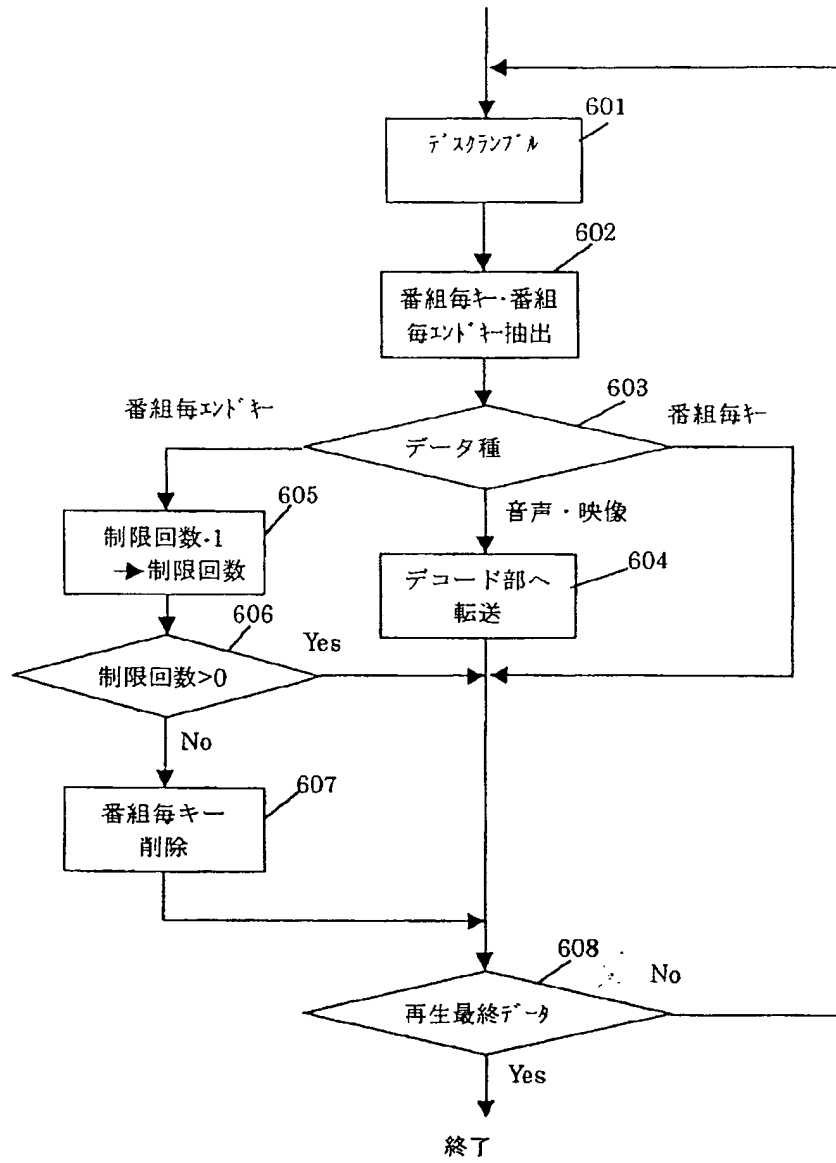 601
デスクランブル
602
番組毎キー・番組
毎エンドキー抽出
603
番組毎エンドキー
番組毎キー
データ種
605
音声・映像
制限回数-1
→制限回数
604
デコード部へ
転送
606
Yes
制限回数>0
No
607
番組毎キー
削除
608
No
再生最終データ
Yes
終了